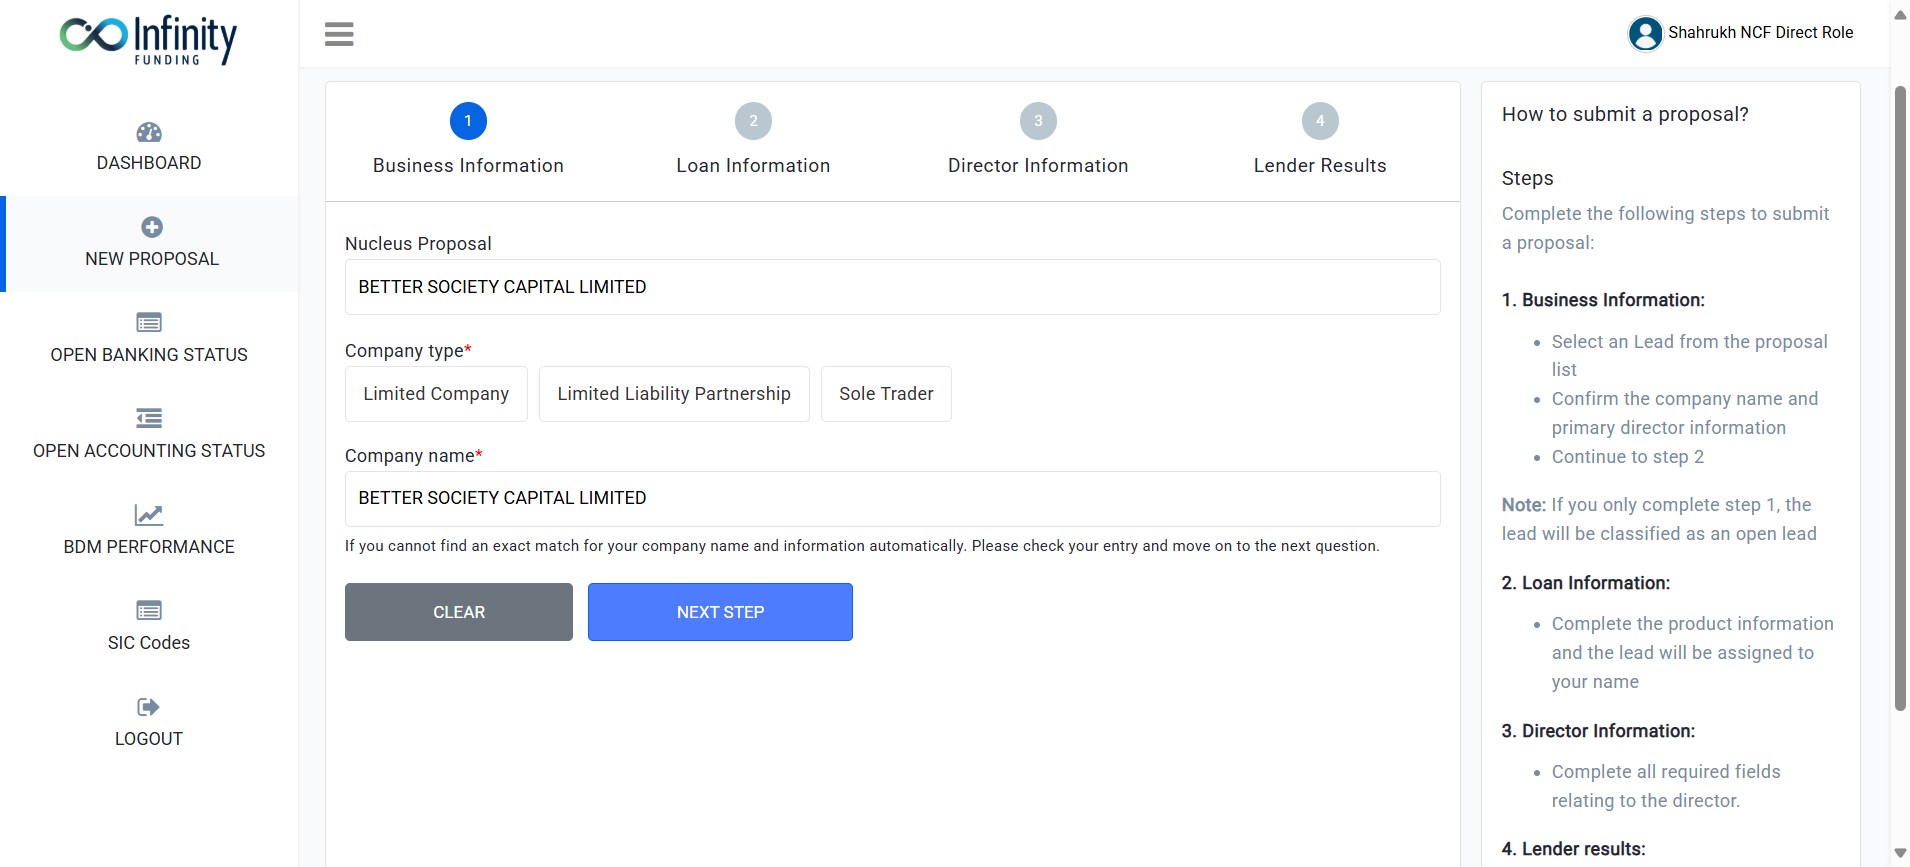 Infinity
FUNDING
Shahrukh NCF Direct Role
DASHBOARD
NEW PROPOSAL
OPEN BANKING STATUS
OPEN ACCOUNTING STATUS
BDM PERFORMANCE
SIC Codes
LOGOUT
1
2
3
4
Business Information
Loan Information
Director Information
Lender Results
Nucleus Proposal
BETTER SOCIETY CAPITAL LIMITED
Company type*
Limited Company
Limited Liability Partnership
Sole Trader
Company name*
BETTER SOCIETY CAPITAL LIMITED
If you cannot find an exact match for your company name and information automatically. Please check your entry and move on to the next question.
CLEAR
NEXT STEP
How to submit a proposal?
Steps
Complete the following steps to submit
a proposal:
1. Business Information:
• Select an Lead from the proposal
list
• Confirm the company name and
primary director information
• Continue to step 2
Note: If you only complete step 1, the
lead will be classified as an open lead
2. Loan Information:
• Complete the product information
and the lead will be assigned to
your name
3. Director Information:
• Complete all required fields
relating to the director.
4. Lender results: